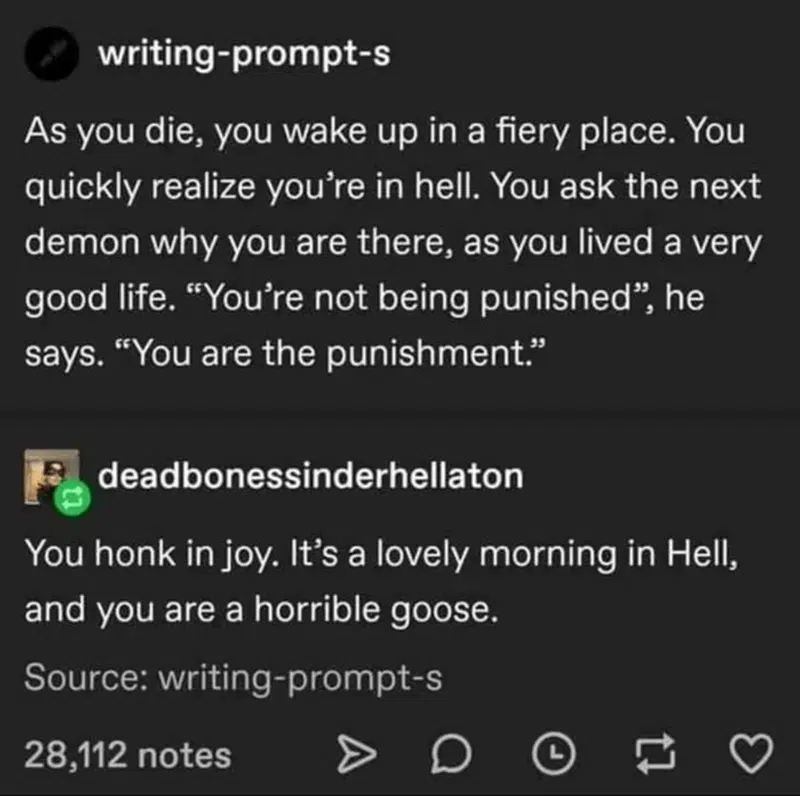 writing-prompt-s
As you die, you wake up in a fiery place. You
quickly realize you’re in hell. You ask the next
demon why you are there, as you lived a very
good life. “You’re not being punished”, he
says. “You are the punishment.”
deadbonessinderhellaton
You honk in joy. It’s a lovely morning in Hell,
and you are a horrible goose.
Source: writing-prompt-s
28,112 notes